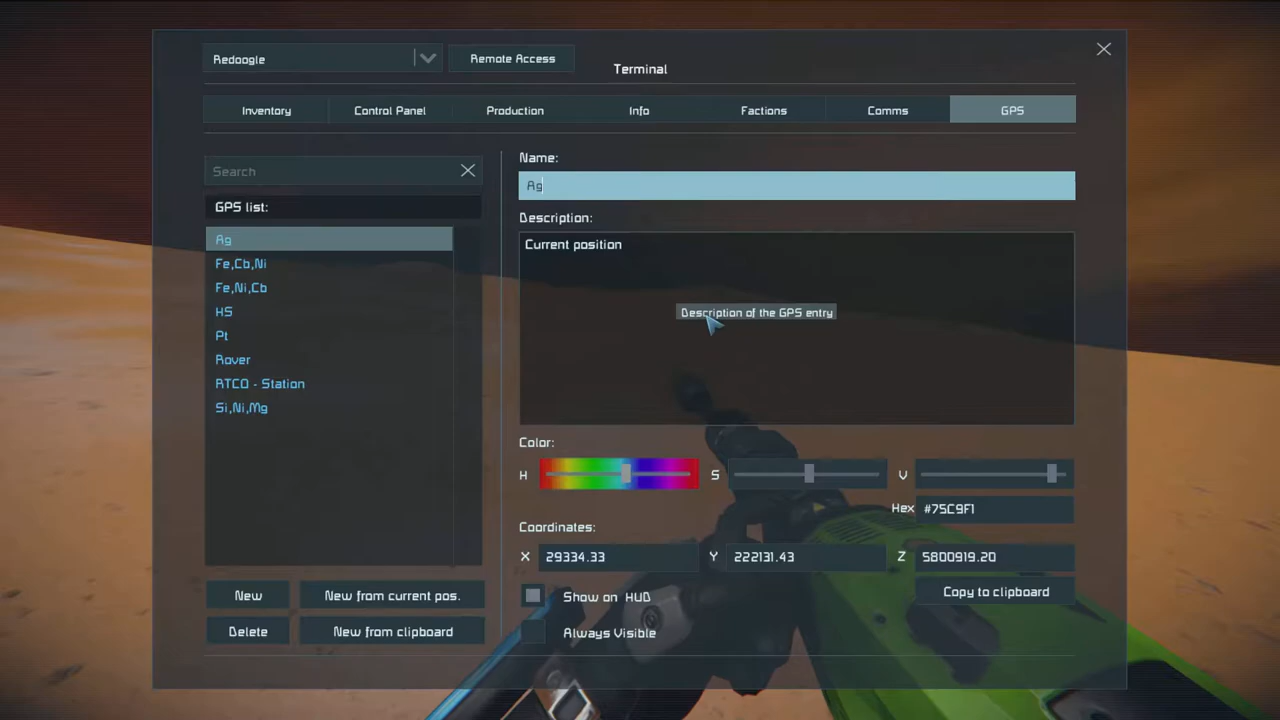 Redoogle
Remote Access
Terminal
Inventory
Control Panel
Production
Info
Factions
Comms
GPS
Search
GPS list:
Ag
Fe,Cb,Ni
Fe,Ni,Cb
HS
Pt
Rover
RTCO - Station
Si,Ni,Mg
New
New from current pos.
Delete
New from clipboard
Name:
Ag
Description:
Current position
Description of the GPS entry
Color:
H
S
V
Hex #75C9F1
Coordinates:
X 29334.33
Y 222131.43
Z 5800919.20
Show on HUD
Copy to clipboard
Always Visible